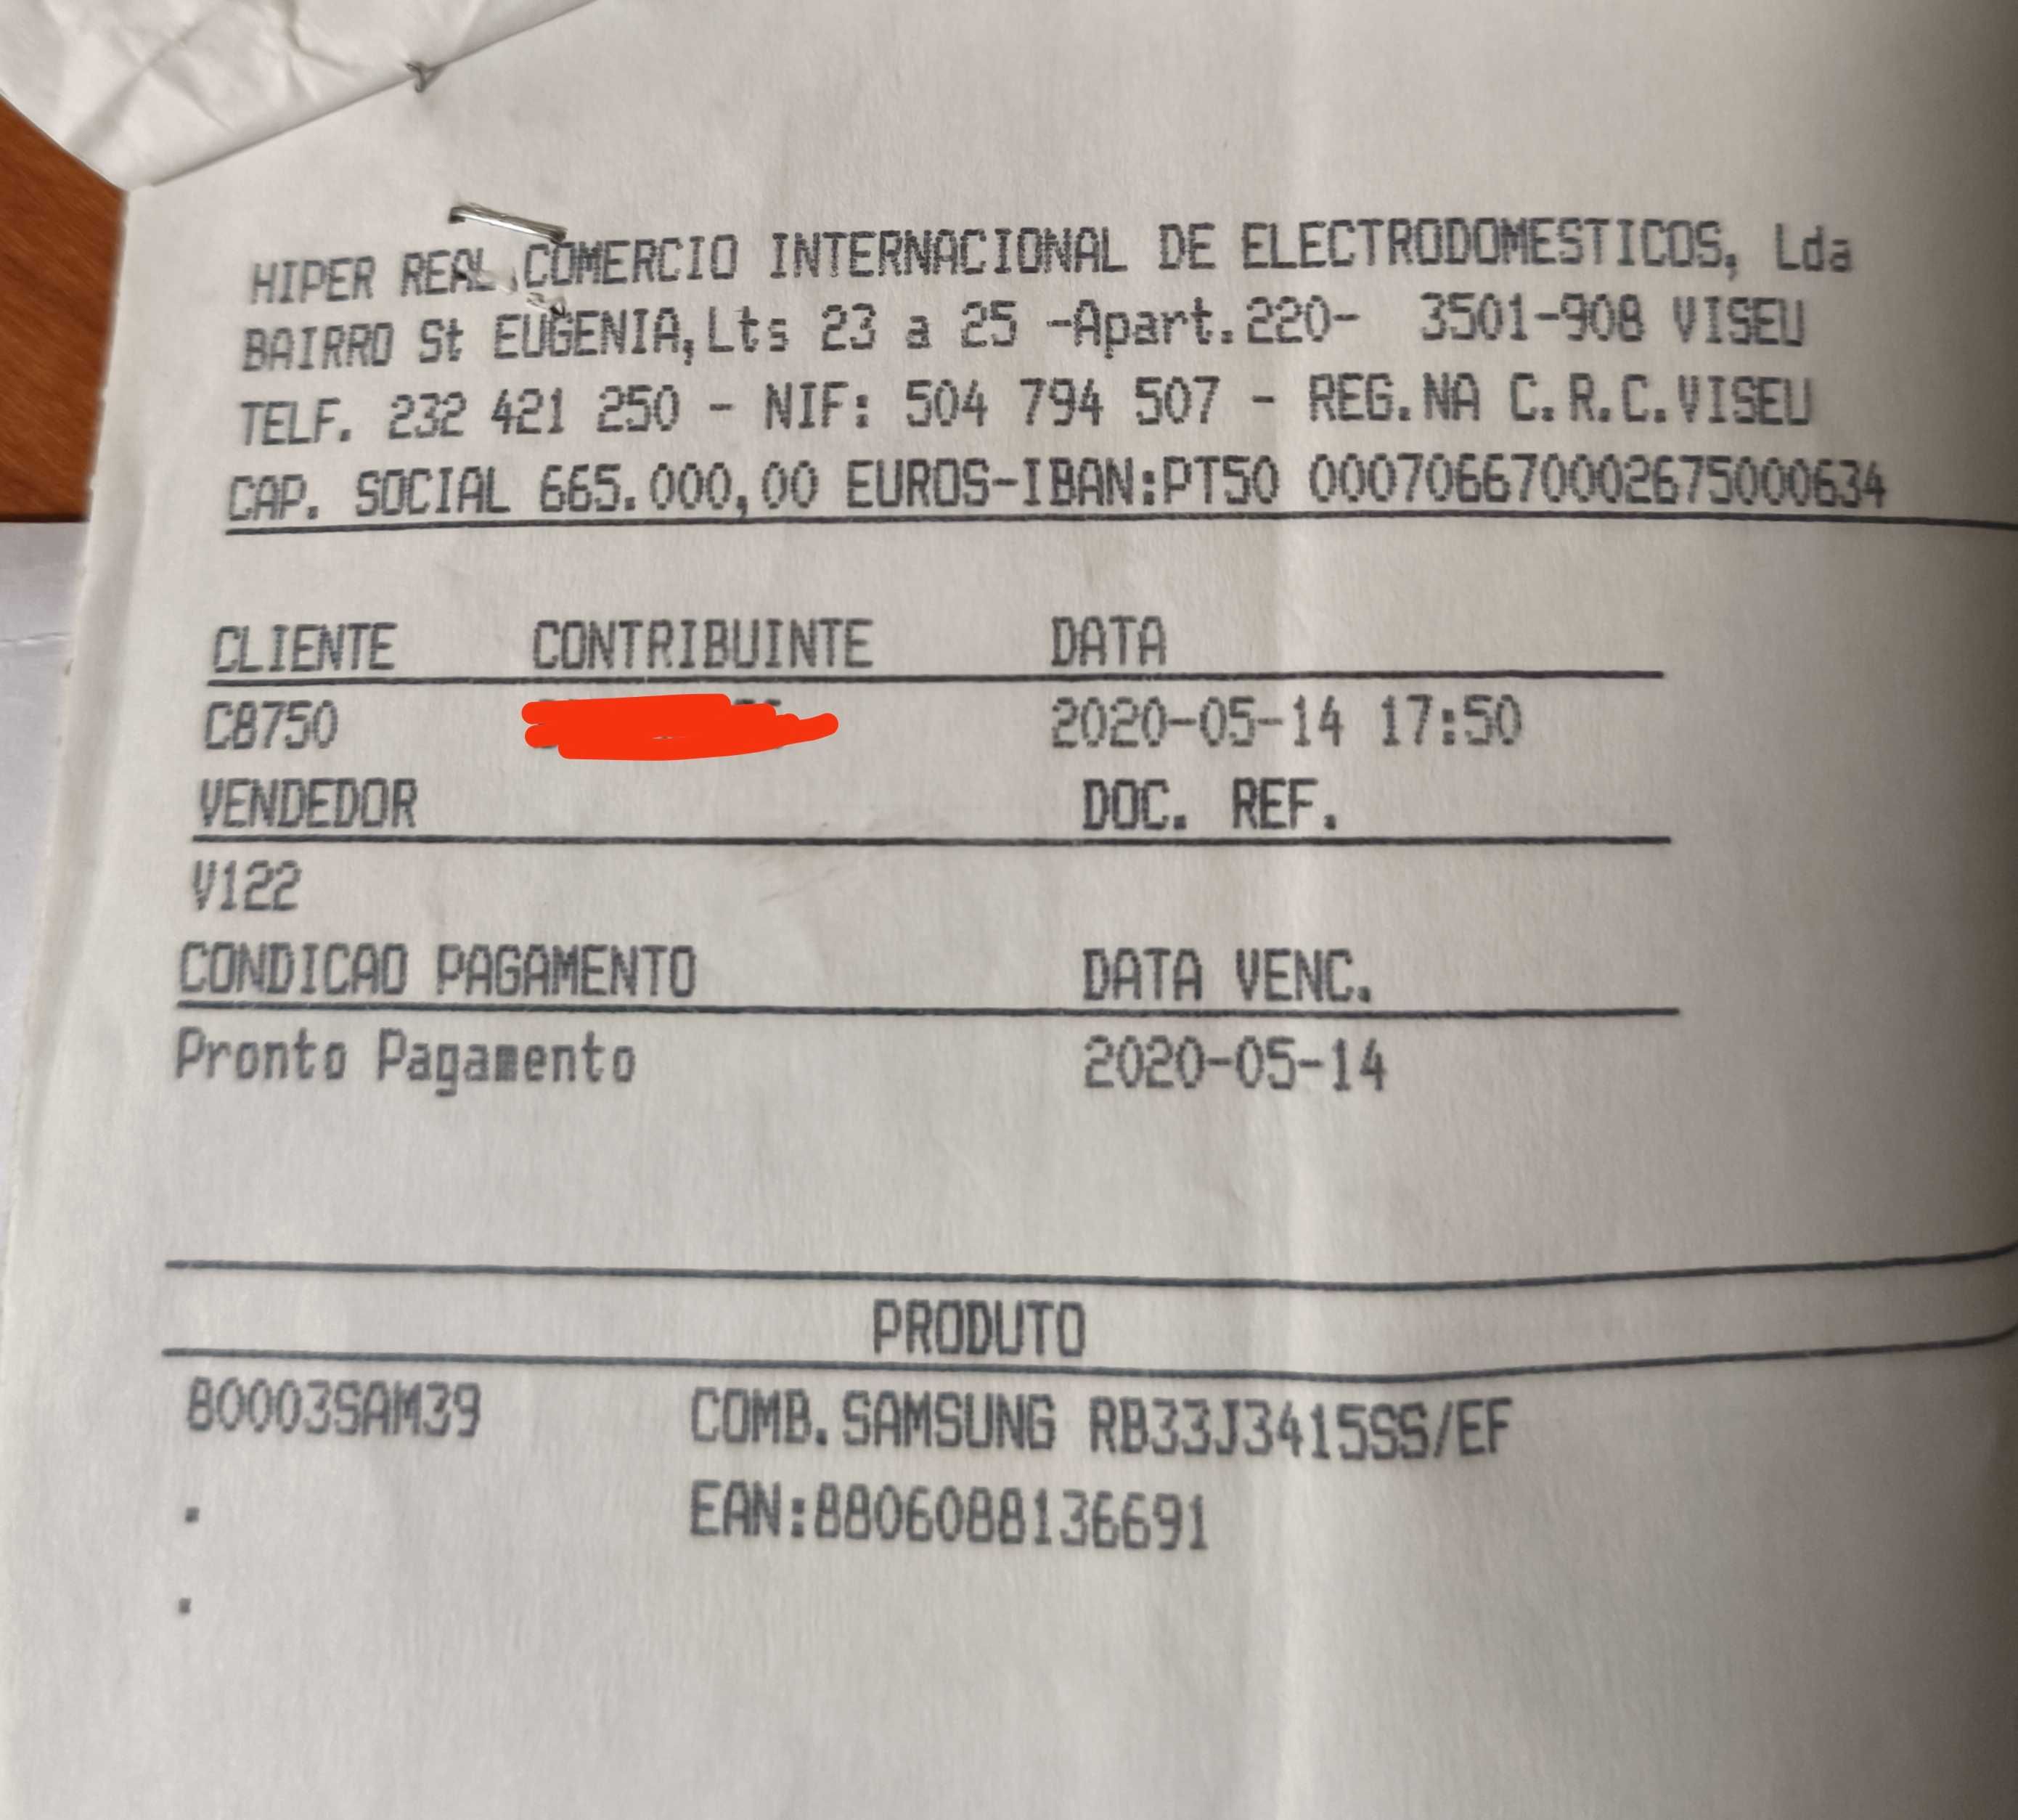 HIPER REAL,COMERCIO INTERNACIONAL DE ELECTRODOMESTICOS, Lda
BAIRRO St EUGENIA,Lts 23 a 25 -Apart.220- 3501-908 VISEU
TELF. 232 421 250 - NIF: 504 794 507 - REG.NA C.R.C.VISEU
CAP. SOCIAL 665.000,00 EUROS-IBAN:PT50 000706670002675000634
CLIENTE CONTRIBUINTE DATA
C8750 2020-05-14 17:50
VENDEDOR DOC. REF.
V122
CONDICAO PAGAMENTO DATA VENC.
Pronto Pagamento 2020-05-14
PRODUTO
80003SAM39 COMB.SAMSUNG RB33J3415SS/EF
. EAN:8806088136691
.